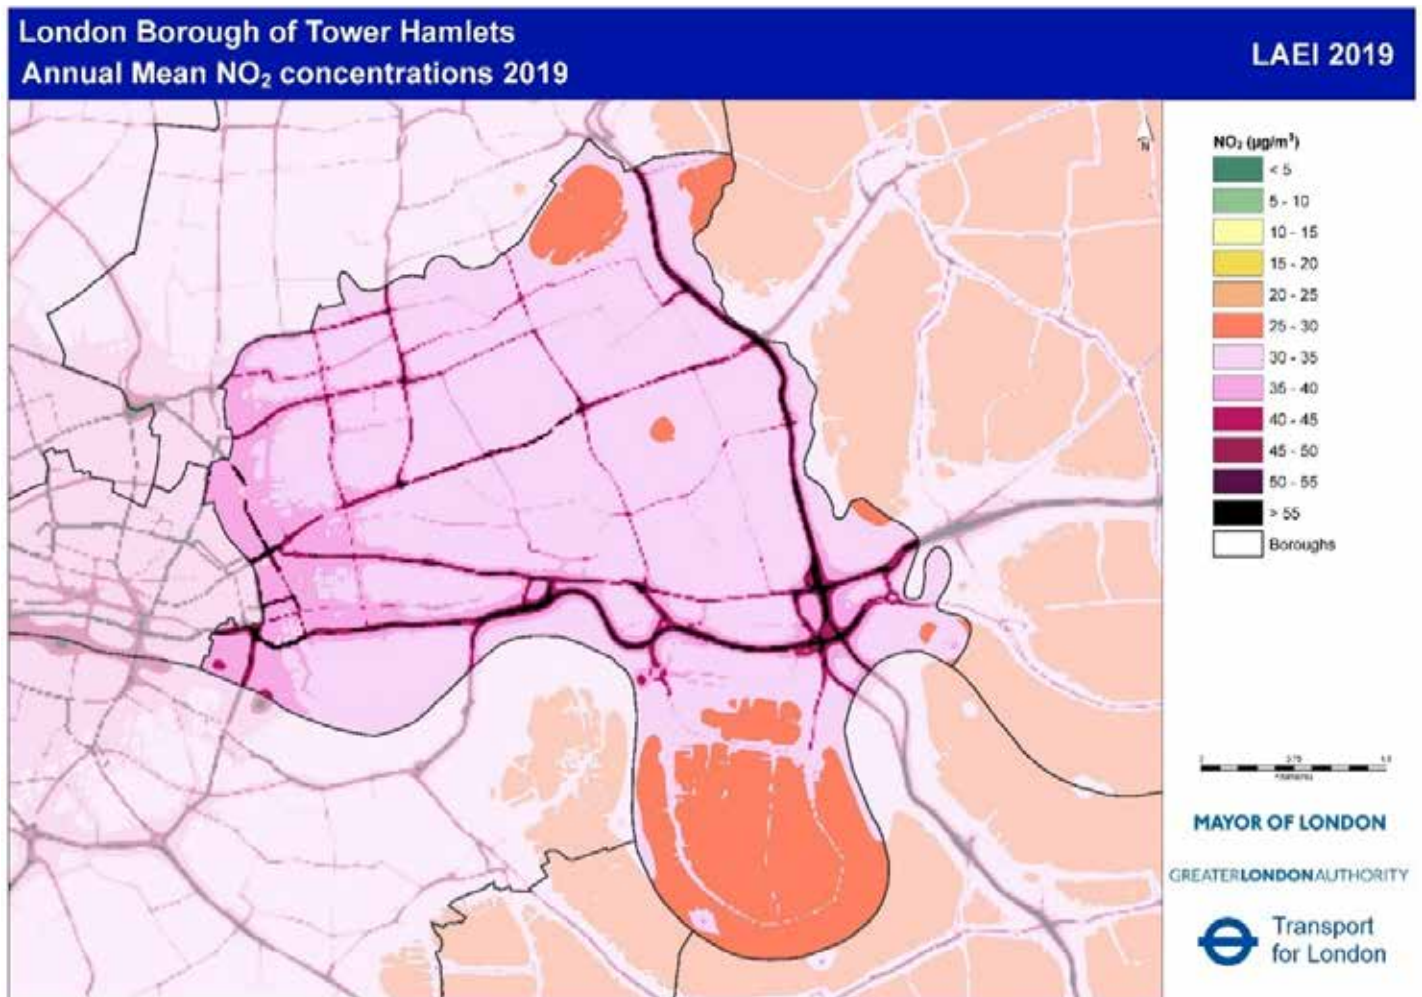 London Borough of Tower Hamlets
Annual Mean NO₂ concentrations 2019
LAEI 2019
N
NO₂ (µg/m³)
< 5
5 - 10
10 - 15
15 - 20
20 - 25
25 - 30
30 - 35
35 - 40
40 - 45
45 - 50
50 - 55
> 55
Boroughs
MAYOR OF LONDON
GREATERLONDONAUTHORITY
Transport
for London